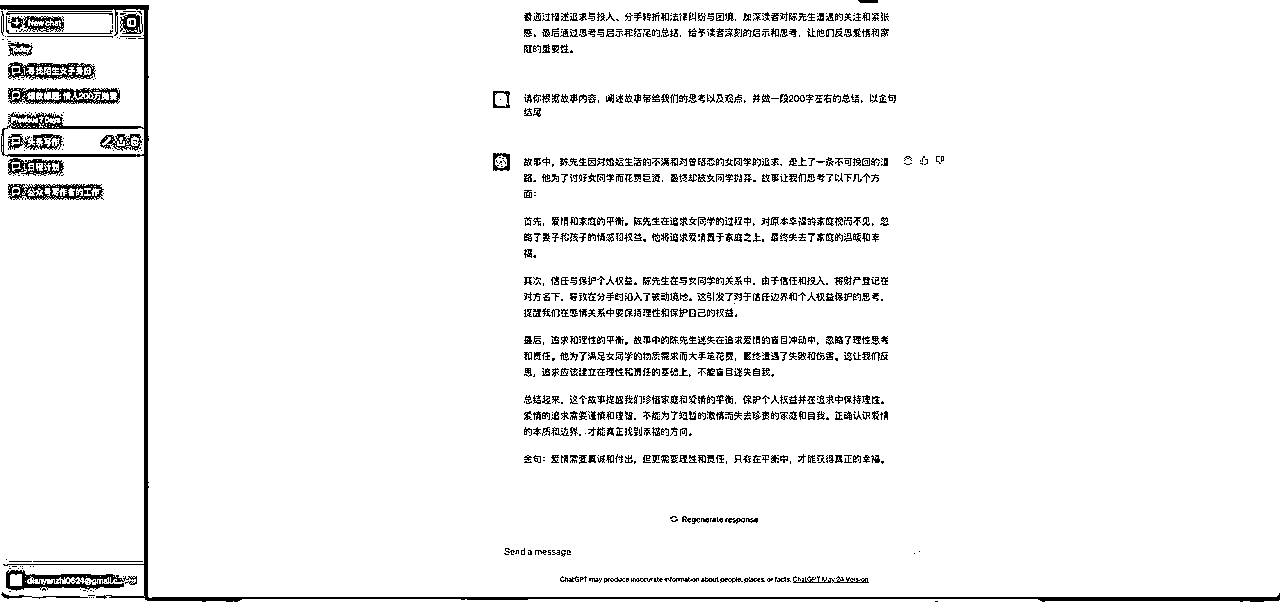 New chat
Previous 7 Days
日程计划
公众号写作者的工作
着通过描述追求与投入、分手转折和法律纠纷与困境，加深读者对陈先生遭遇的关注和紧张
感。最后通过思考与启示和结尾的总结，给予读者深刻的启示和思考，让他们反思爱情和家
庭的重要性。
请你根据故事内容，阐述故事带给我们的思考以及观点，并做一段200字左右的总结，以金句
结尾
故事中，陈先生因对婚姻生活的不满和对曾暗恋的女同学的追求，走上了一条不可挽回的道
路。他为了讨好女同学而花费巨资，最终却被女同学抛弃。故事让我们思考了以下几个方
面：
首先，爱情和家庭的平衡。陈先生在追求女同学的过程中，对原本幸福的家庭视而不见，忽
略了妻子和孩子的情感和权益。他将追求爱情置于家庭之上，最终失去了家庭的温暖和幸
福。
其次，信任与保护个人权益。陈先生在与女同学的关系中，由于信任和投入，将财产登记在
对方名下，导致在分手时陷入了被动境地。这引发了对于信任边界和个人权益保护的思考，
提醒我们在感情关系中要保持理性和保护自己的权益。
最后，追求和理性的平衡。故事中的陈先生迷失在追求爱情的盲目冲动中，忽略了理性思考
和责任。他为了满足女同学的物质需求而大手笔花费，最终遭遇了失败和伤害。这让我们反
思，追求应该建立在理性和责任的基础上，不能盲目迷失自我。
总结起来，这个故事提醒我们珍惜家庭和爱情的平衡，保护个人权益并在追求中保持理性。
爱情的追求需要谨慎和理智，不能为了短暂的激情而失去珍贵的家庭和自我。正确认识爱情
的本质和边界，才能真正找到幸福的方向。
金句：爱情需要真诚和付出，但更需要理性和责任，只有在平衡中，才能获得真正的幸福。
Regenerate response
Send a message
ChatGPT may produce inaccurate information about people, places, or facts. ChatGPT May 24 Version